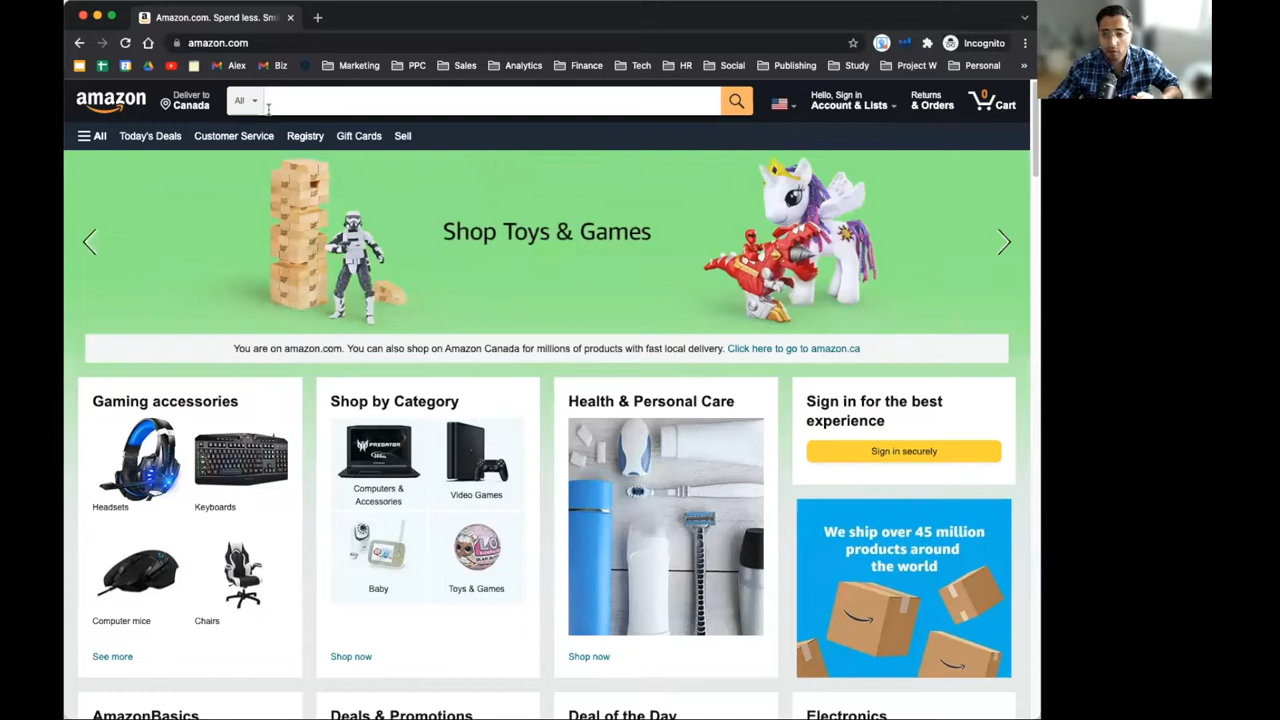 Amazon.com. Spend less. Smi
amazon.com
Incognito
Alex
Biz
Marketing
PPC
Sales
Analytics
Finance
Tech
HR
Social
Publishing
Study
Project W
Personal
»
amazon
Deliver to
Canada
All
Hello, Sign in
Account & Lists
Returns
& Orders
0
Cart
All
Today's Deals
Customer Service
Registry
Gift Cards
Sell
Shop Toys & Games
You are on amazon.com. You can also shop on Amazon Canada for millions of products with fast local delivery. Click here to go to amazon.ca
Gaming accessories
Headsets
Keyboards
Computer mice
Chairs
See more
Shop by Category
PREDATOR
Computers &
Accessories
Video Games
Baby
Toys & Games
Shop now
Health & Personal Care
Shop now
Sign in for the best
experience
Sign in securely
We ship over 45 million
products around
the world
AmazonBasics
Deals & Promotions
Deal of the Day
Electronics